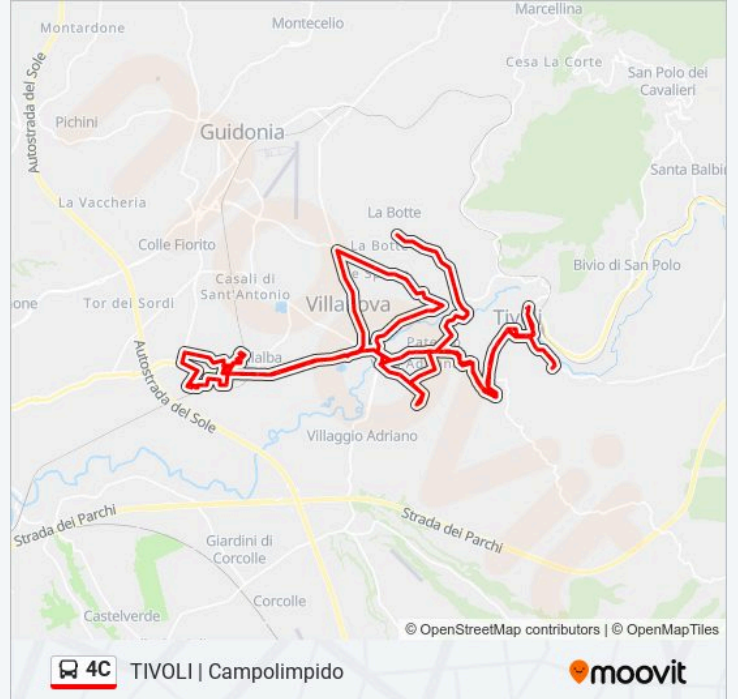 Marcellina
Montecelio
Montardone
Cesa La Corte
San Polo dei
Cavalieri
Autostrada del Sole
Pichini
Guidonia
Santa Balbi
La Vaccheria
La Botte
Colle Fiorito
La Botte
Bivio di San Polo
Casali di
Sant'Antonio
one
Tor dei Sordi
Villanova
Tivoli
Autostrada del Sole
Villaggio Adriano
Strada dei Parchi
Strada dei Parchi
Giardini di
Corcolle
Corcolle
Castelverde
© OpenStreetMap contributors | © OpenMapTiles
4C TIVOLI | Campolimpido
moovit